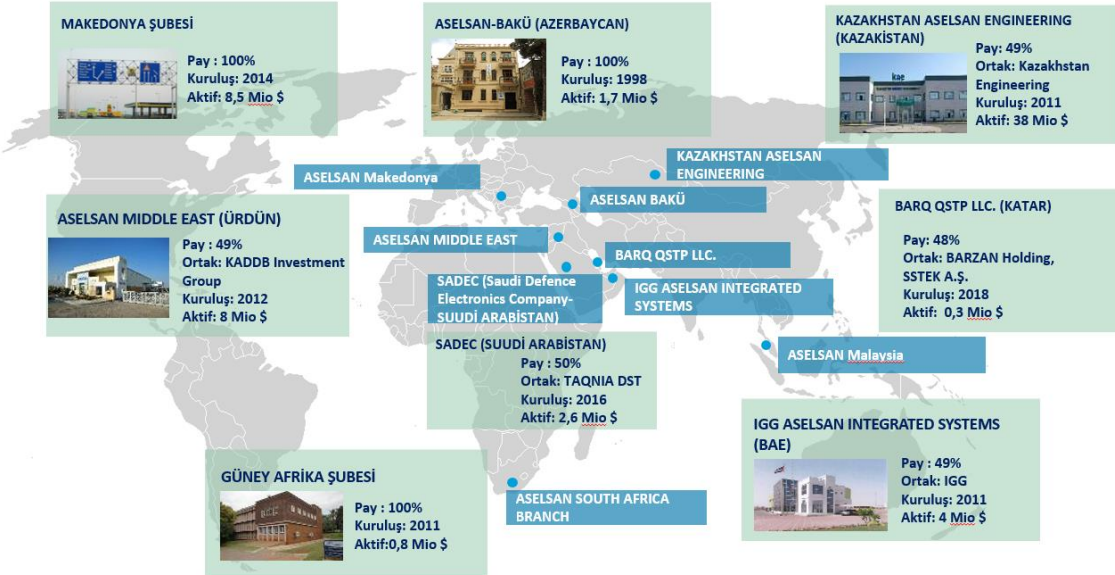 MAKEDONYA ŞUBESİ
Pay : 100%
Kuruluş: 2014
Aktif: 8,5 Mio $
ASELSAN-BAKÜ (AZERBAYCAN)
Pay : 100%
Kuruluş: 1998
Aktif: 1,7 Mio $
KAZAKHSTAN ASELSAN ENGINEERING
(KAZAKİSTAN)
kae
Pay: 49%
Ortak: Kazakhstan
Engineering
Kuruluş: 2011
Aktif: 38 Mio $
KAZAKHSTAN ASELSAN
ENGINEERING
ASELSAN Makedonya
ASELSAN BAKÜ
ASELSAN MIDDLE EAST (ÜRDÜN)
Pay : 49%
Ortak: KADDB Investment
Group
Kuruluş: 2012
Aktif: 8 Mio $
ASELSAN MIDDLE EAST
BARQ QSTP LLC.
SADEC (Saudi Defence
Electronics Company-
SUUDİ ARABİSTAN)
IGG ASELSAN INTEGRATED
SYSTEMS
BARQ QSTP LLC. (KATAR)
Pay: 48%
Ortak: BARZAN Holding,
SSTEK A.Ş.
Kuruluş: 2018
Aktif: 0,3 Mio $
SADEC (SUUDİ ARABİSTAN)
Pay : 50%
Ortak: TAQNIA DST
Kuruluş: 2016
Aktif: 2,6 Mio $
ASELSAN Malaysia
IGG ASELSAN INTEGRATED SYSTEMS
(BAE)
Pay : 49%
Ortak: IGG
Kuruluş: 2011
Aktif: 4 Mio $
GÜNEY AFRİKA ŞUBESİ
Pay : 100%
Kuruluş: 2011
Aktif:0,8 Mio $
ASELSAN SOUTH AFRICA
BRANCH